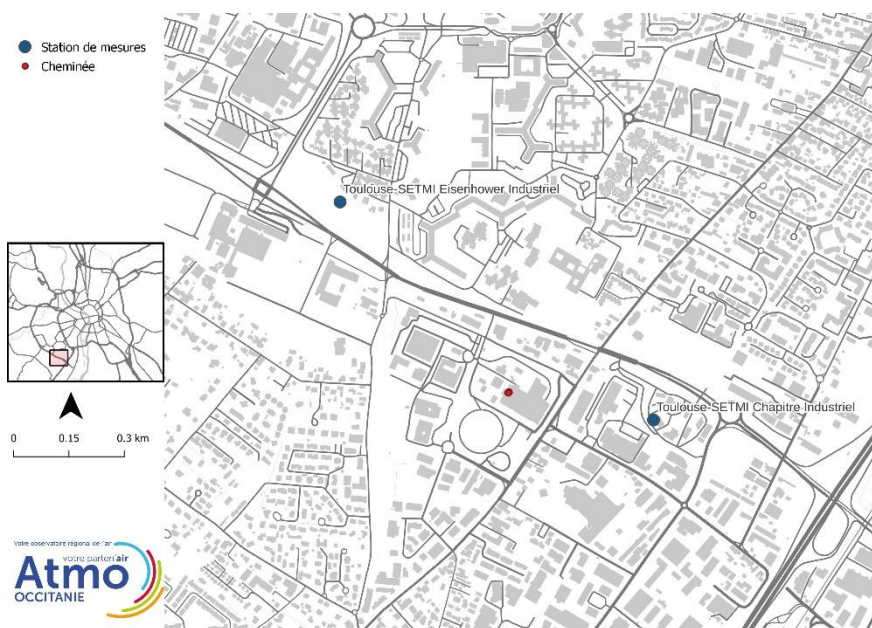 Station de mesures
Cheminée
Toulouse-SETMI Eisenhower Industriel
Toulouse-SETMI Chapitre Industriel
0 0.15 0.3 km
Votre observatoire régional de l'air
votre parten'air
Atmo
OCCITANIE